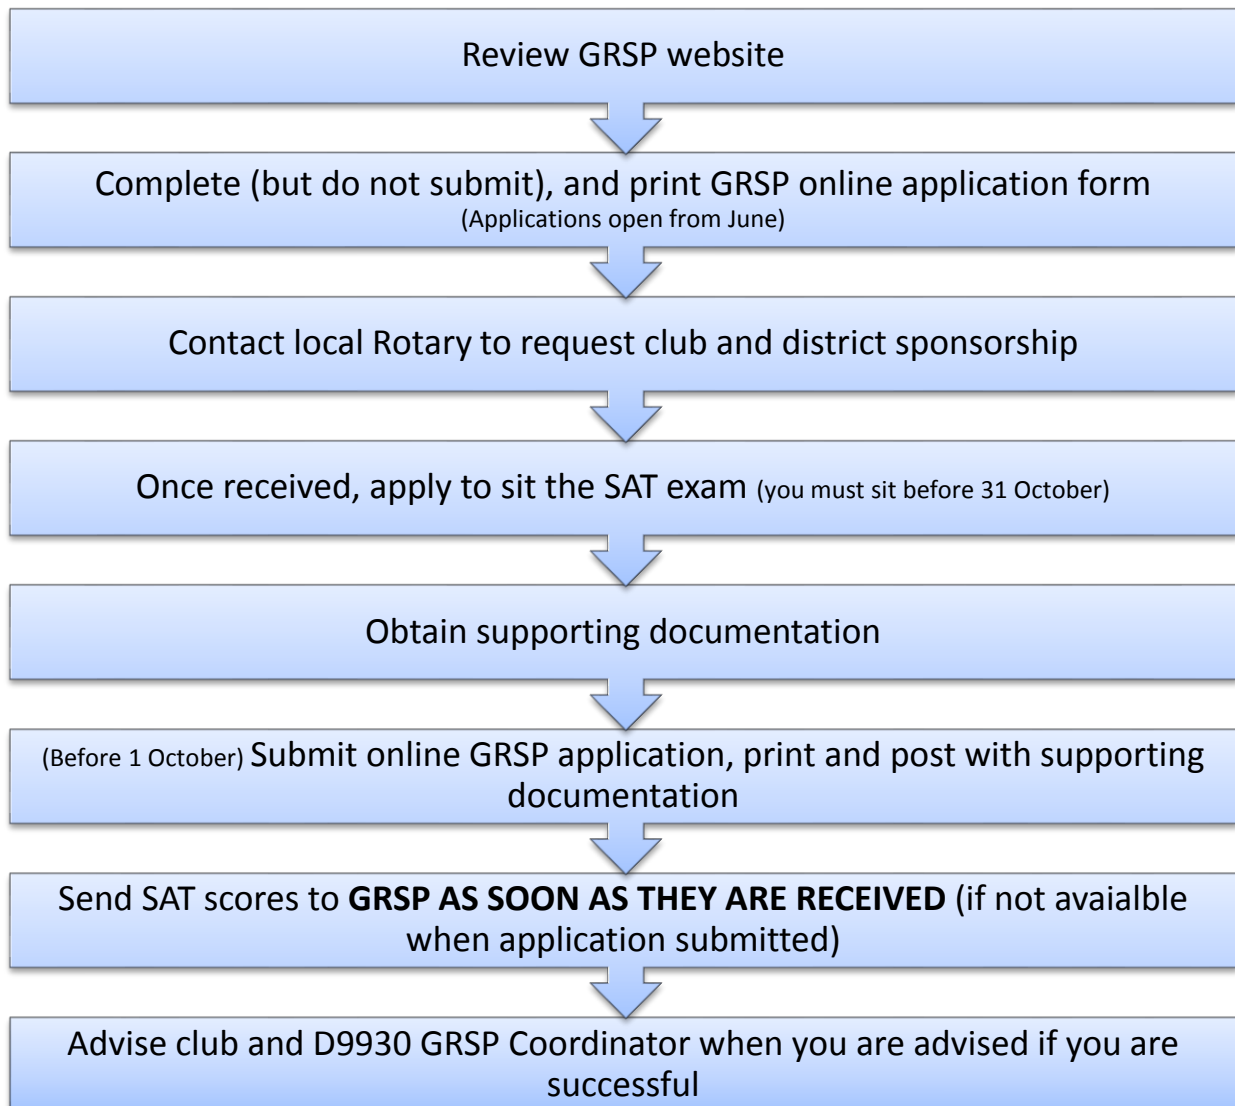 Review GRSP website
Complete (but do not submit), and print GRSP online application form
(Applications open from June)
Contact local Rotary to request club and district sponsorship
Once received, apply to sit the SAT exam (you must sit before 31 October)
Obtain supporting documentation
(Before 1 October) Submit online GRSP application, print and post with supporting
documentation
Send SAT scores to GRSP AS SOON AS THEY ARE RECEIVED (if not avaialble
when application submitted)
Advise club and D9930 GRSP Coordinator when you are advised if you are
successful